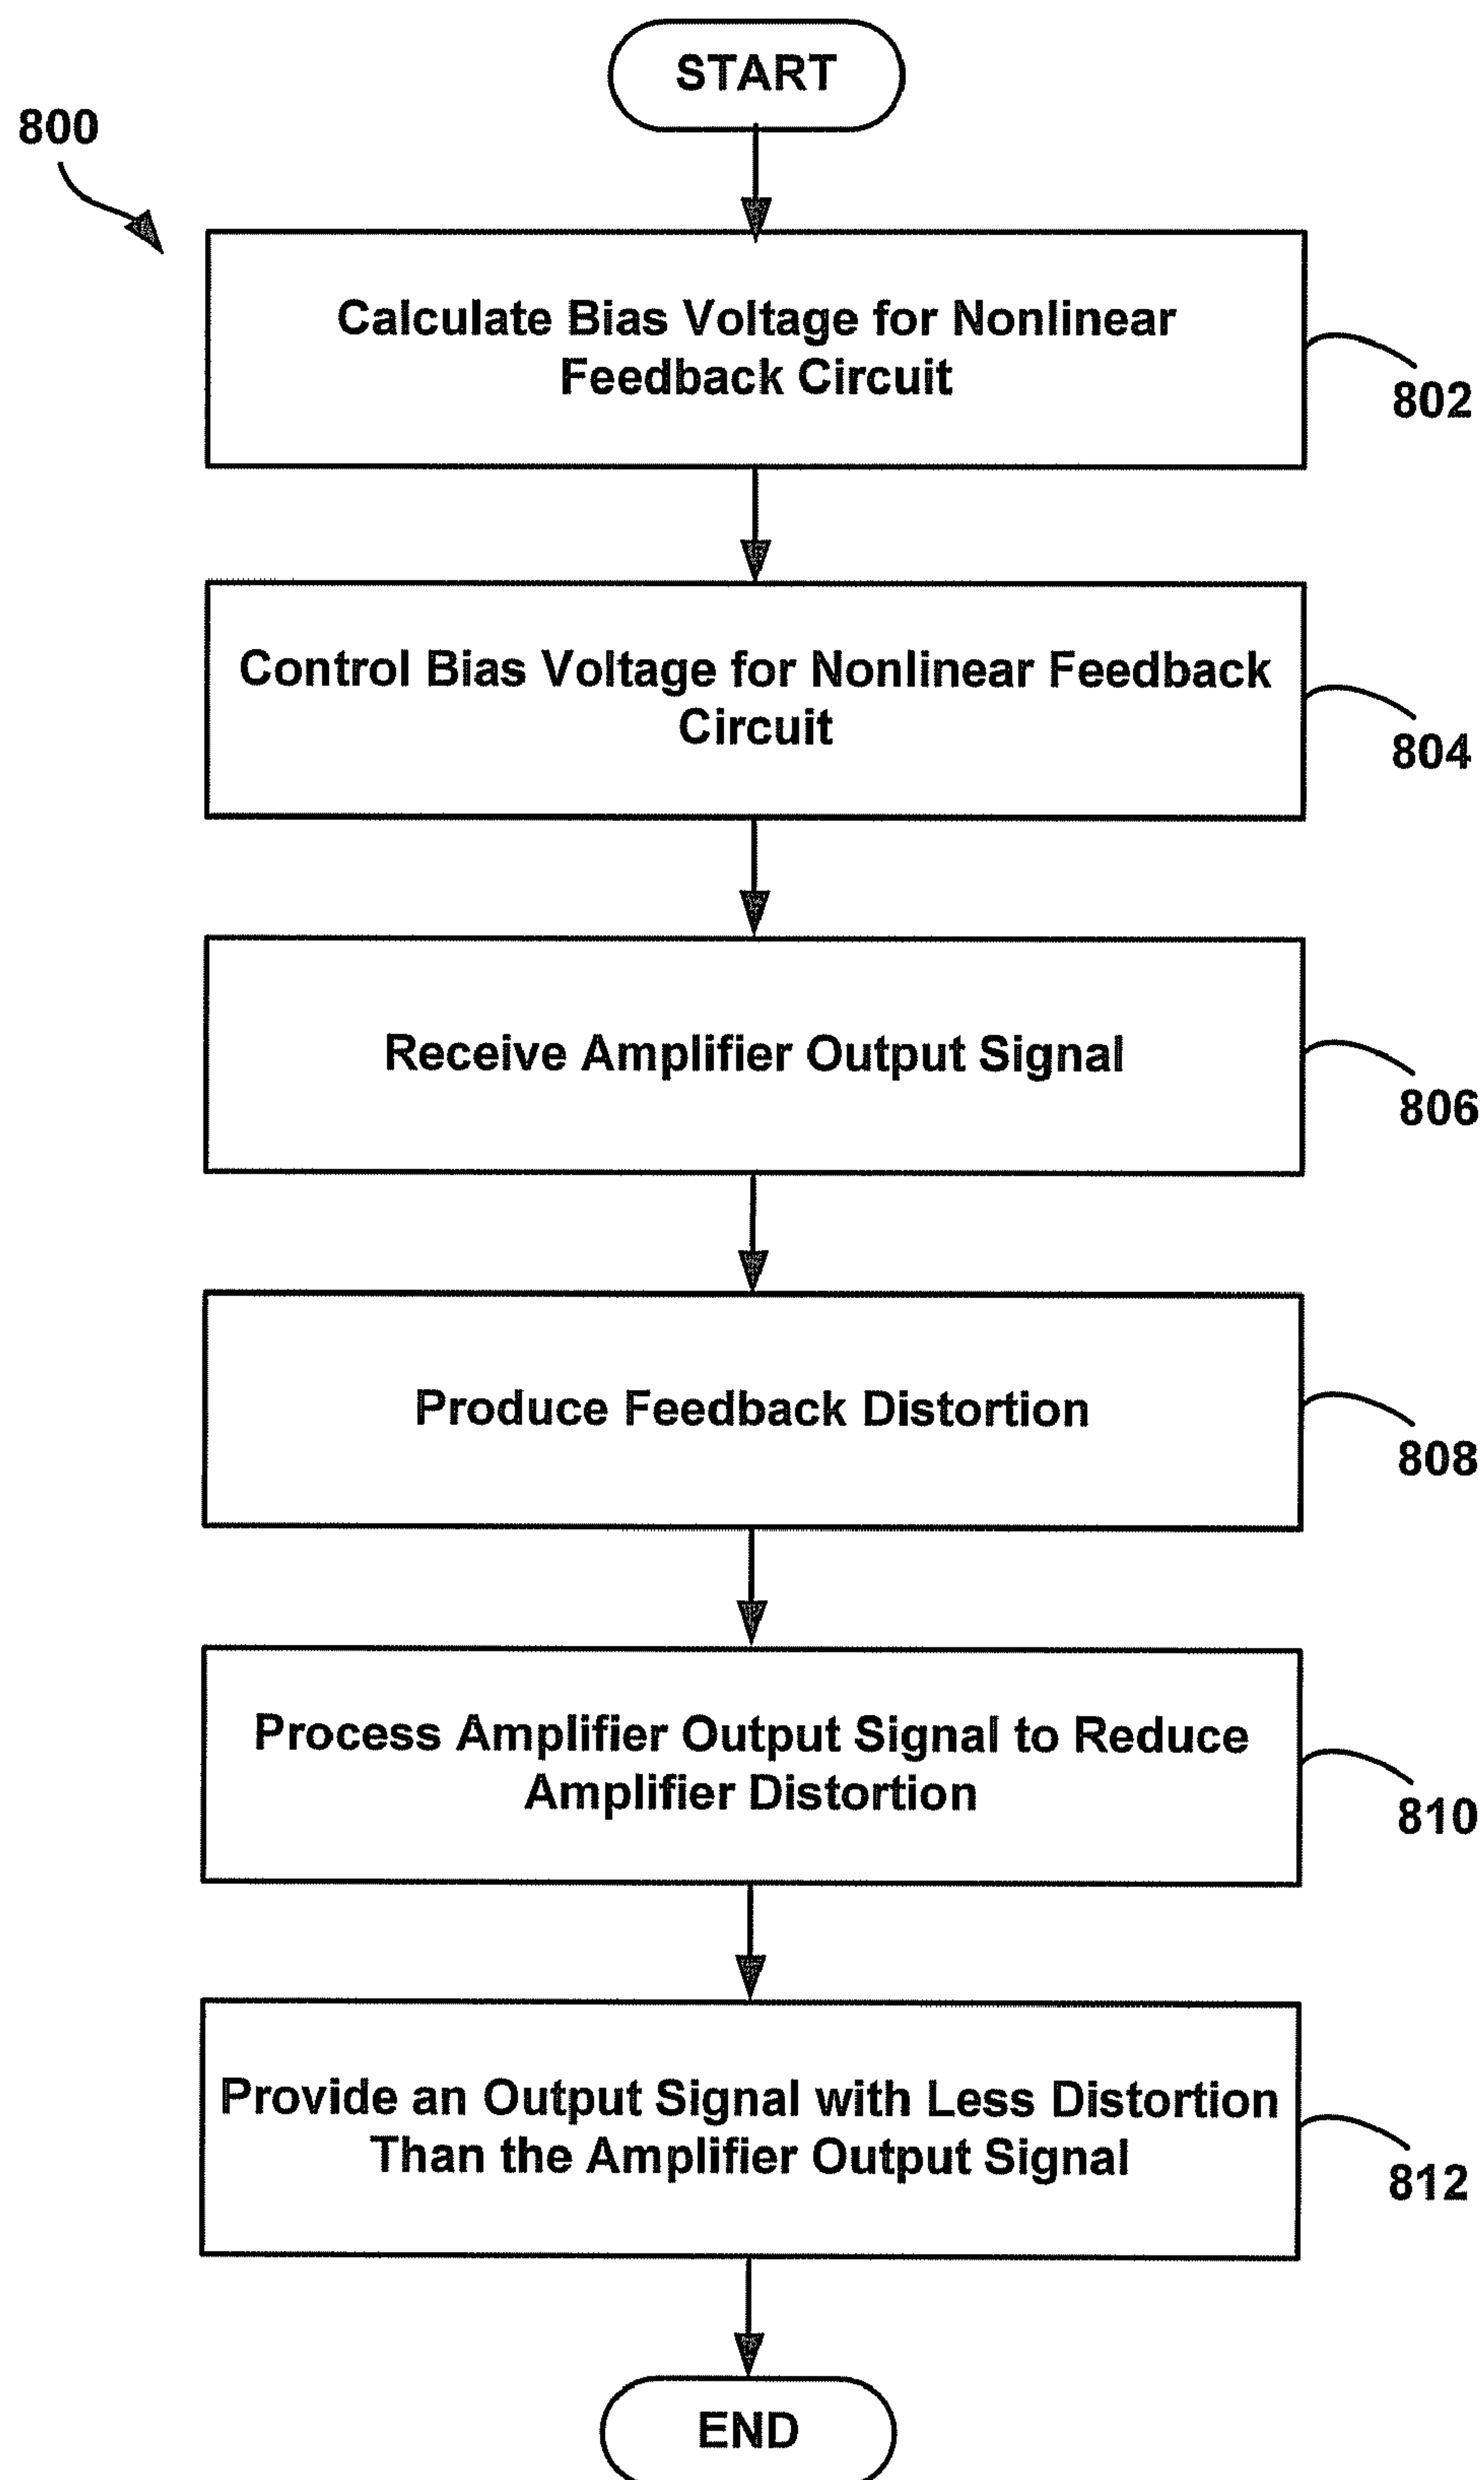 START
800
Calculate Bias Voltage for Nonlinear
Feedback Circuit
802
Control Bias Voltage for Nonlinear Feedback
Circuit
804
Receive Amplifier Output Signal
806
Produce Feedback Distortion
808
Process Amplifier Output Signal to Reduce
Amplifier Distortion
810
Provide an Output Signal with Less Distortion
Than the Amplifier Output Signal
812
END